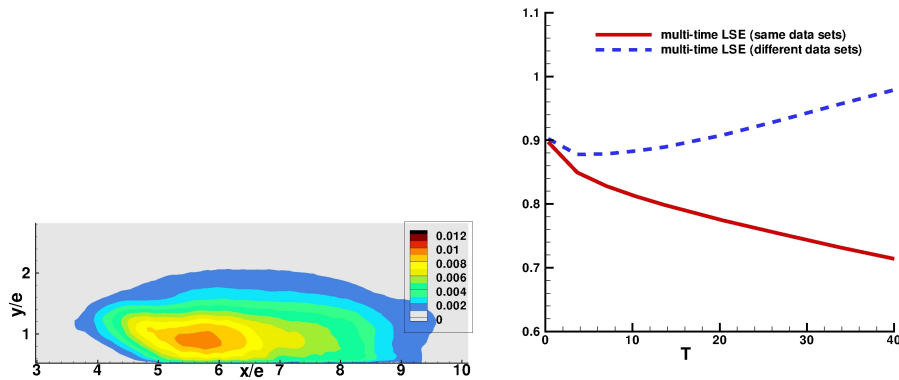 0.012
0.01
0.008
0.006
0.004
0.002
0
y/e
2
1
3 4 5 6 7 8 9 10
x/e
1.1
1
0.9
0.8
0.7
0.6
multi-time LSE (same data sets)
multi-time LSE (different data sets)
0 10 20 30 40
T